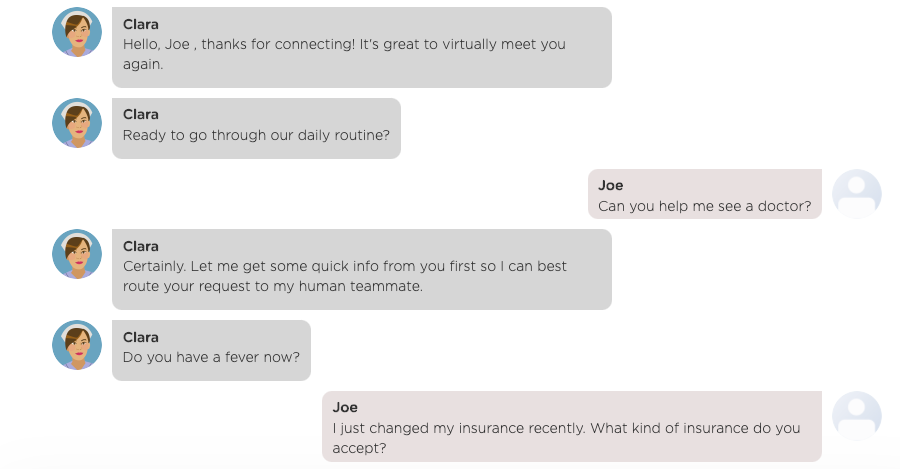 Clara
Hello, Joe , thanks for connecting! It's great to virtually meet you
again.
Clara
Ready to go through our daily routine?
Joe
Can you help me see a doctor?
Clara
Certainly. Let me get some quick info from you first so I can best
route your request to my human teammate.
Clara
Do you have a fever now?
Joe
I just changed my insurance recently. What kind of insurance do you
accept?